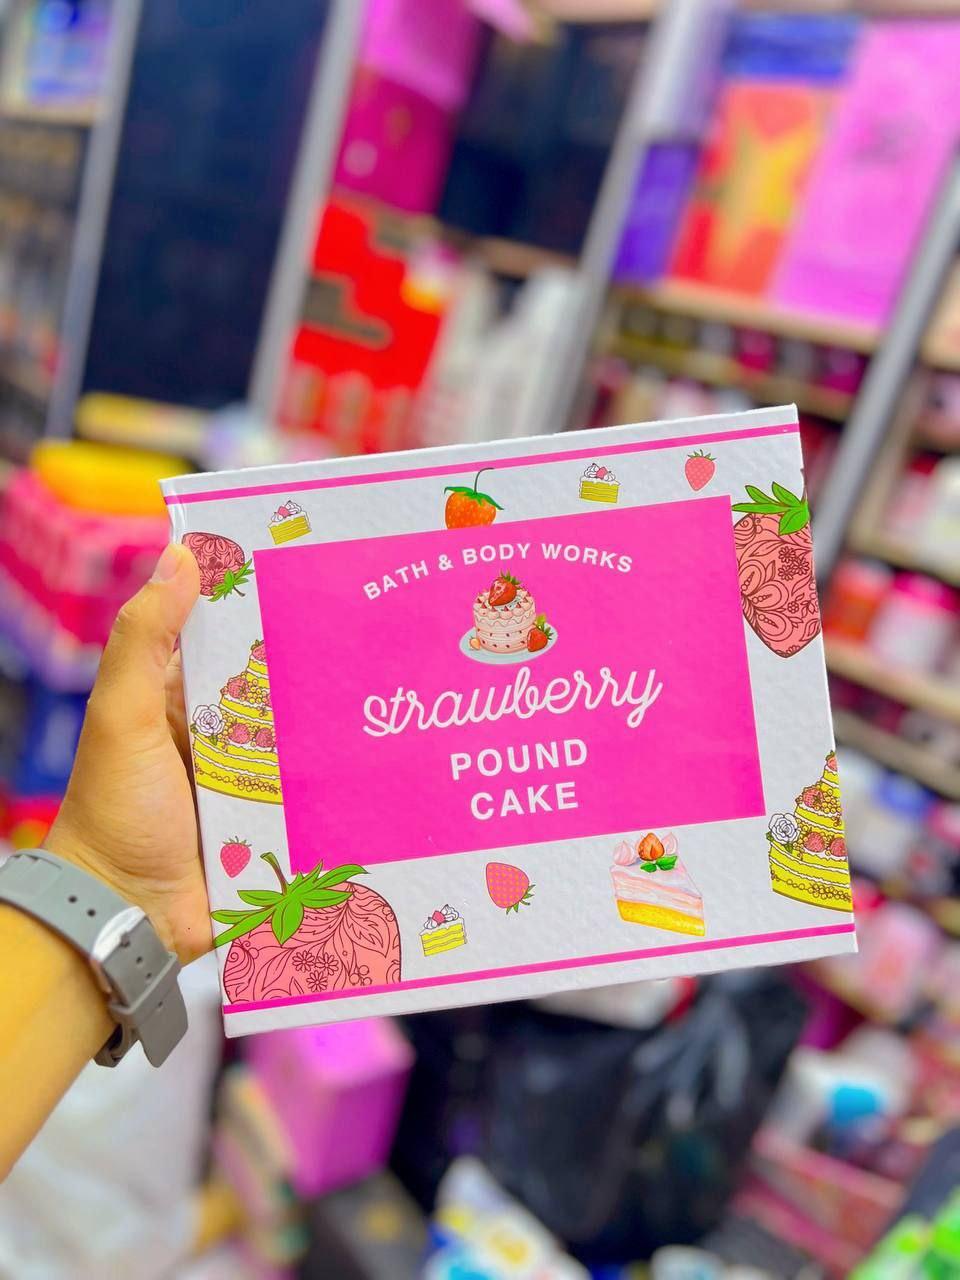 BATH & BODY WORKS
strawberry
POUND
CAKE